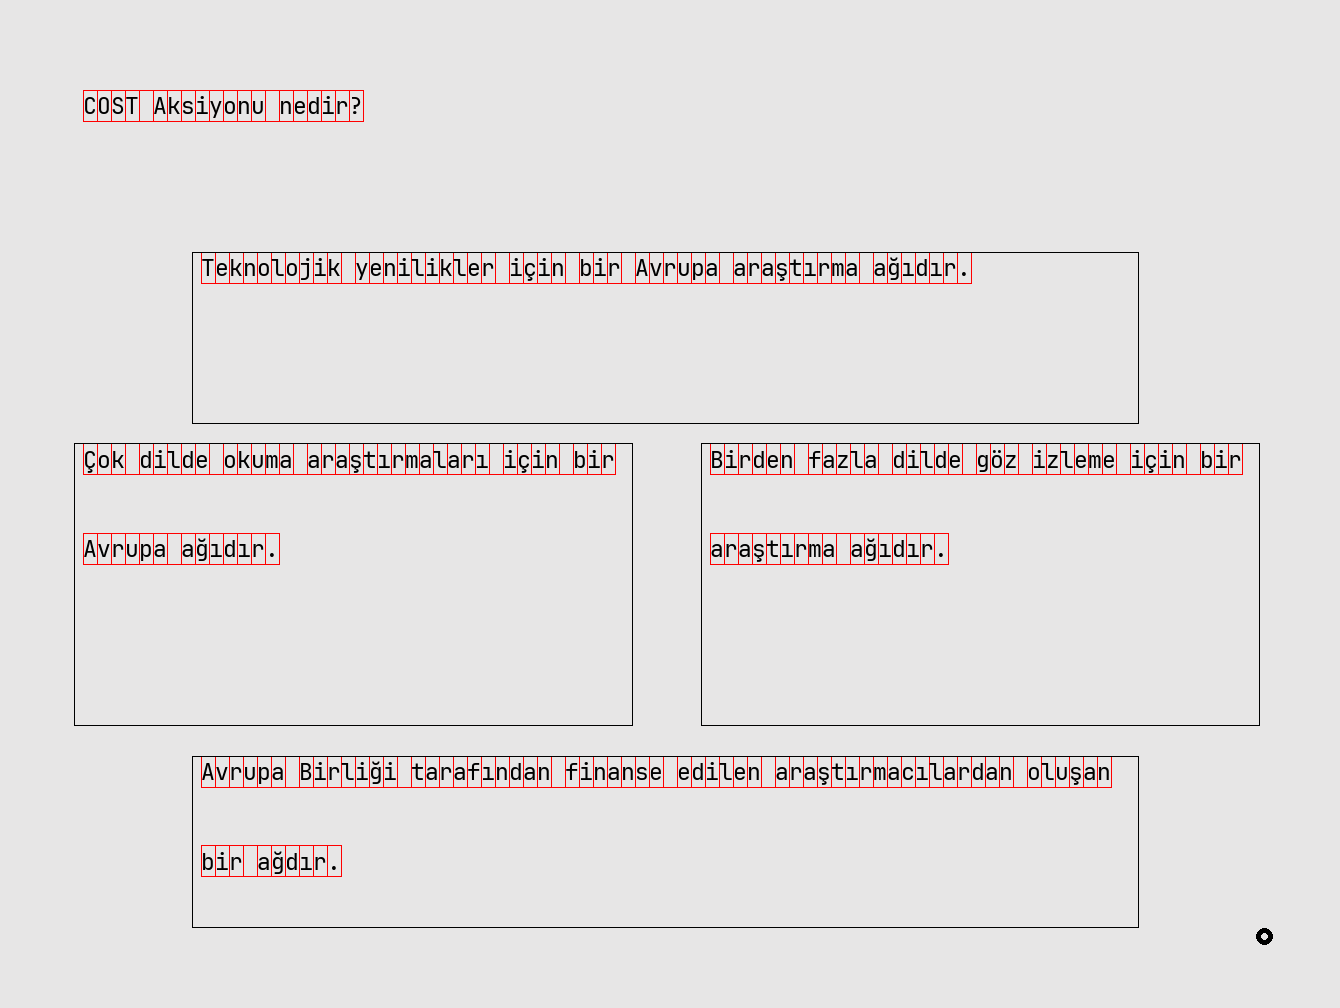 COST Aksiyonu nedir?
Teknolojik yenilikler için bir Avrupa araştırma ağıdır.
Çok dilde okuma araştırmaları için bir
Avrupa ağıdır.
Birden fazla dilde göz izleme için bir
araştırma ağıdır.
Avrupa Birliği tarafından finanse edilen araştırmacılardan oluşan
bir ağdır.